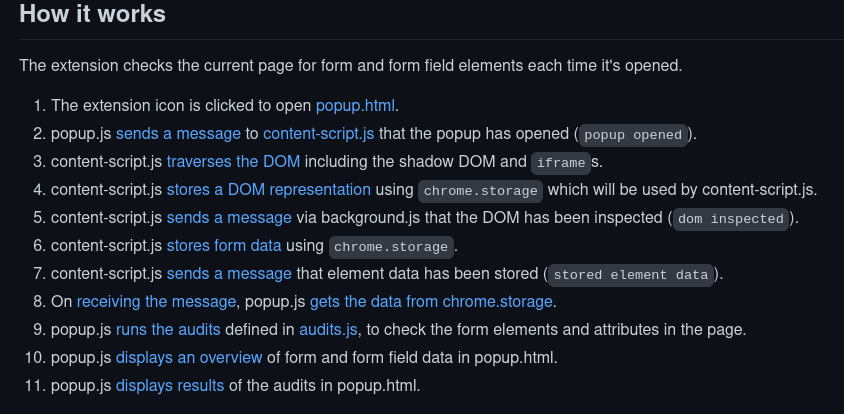 How it works
The extension checks the current page for form and form field elements each time it's opened.
1. The extension icon is clicked to open popup.html.
2. popup.js sends a message to content-script.js that the popup has opened (popup opened).
3. content-script.js traverses the DOM including the shadow DOM and iframes.
4. content-script.js stores a DOM representation using chrome.storage which will be used by content-script.js.
5. content-script.js sends a message via background.js that the DOM has been inspected (dom inspected).
6. content-script.js stores form data using chrome.storage.
7. content-script.js sends a message that element data has been stored (stored element data).
8. On receiving the message, popup.js gets the data from chrome.storage.
9. popup.js runs the audits defined in audits.js, to check the form elements and attributes in the page.
10. popup.js displays an overview of form and form field data in popup.html.
11. popup.js displays results of the audits in popup.html.